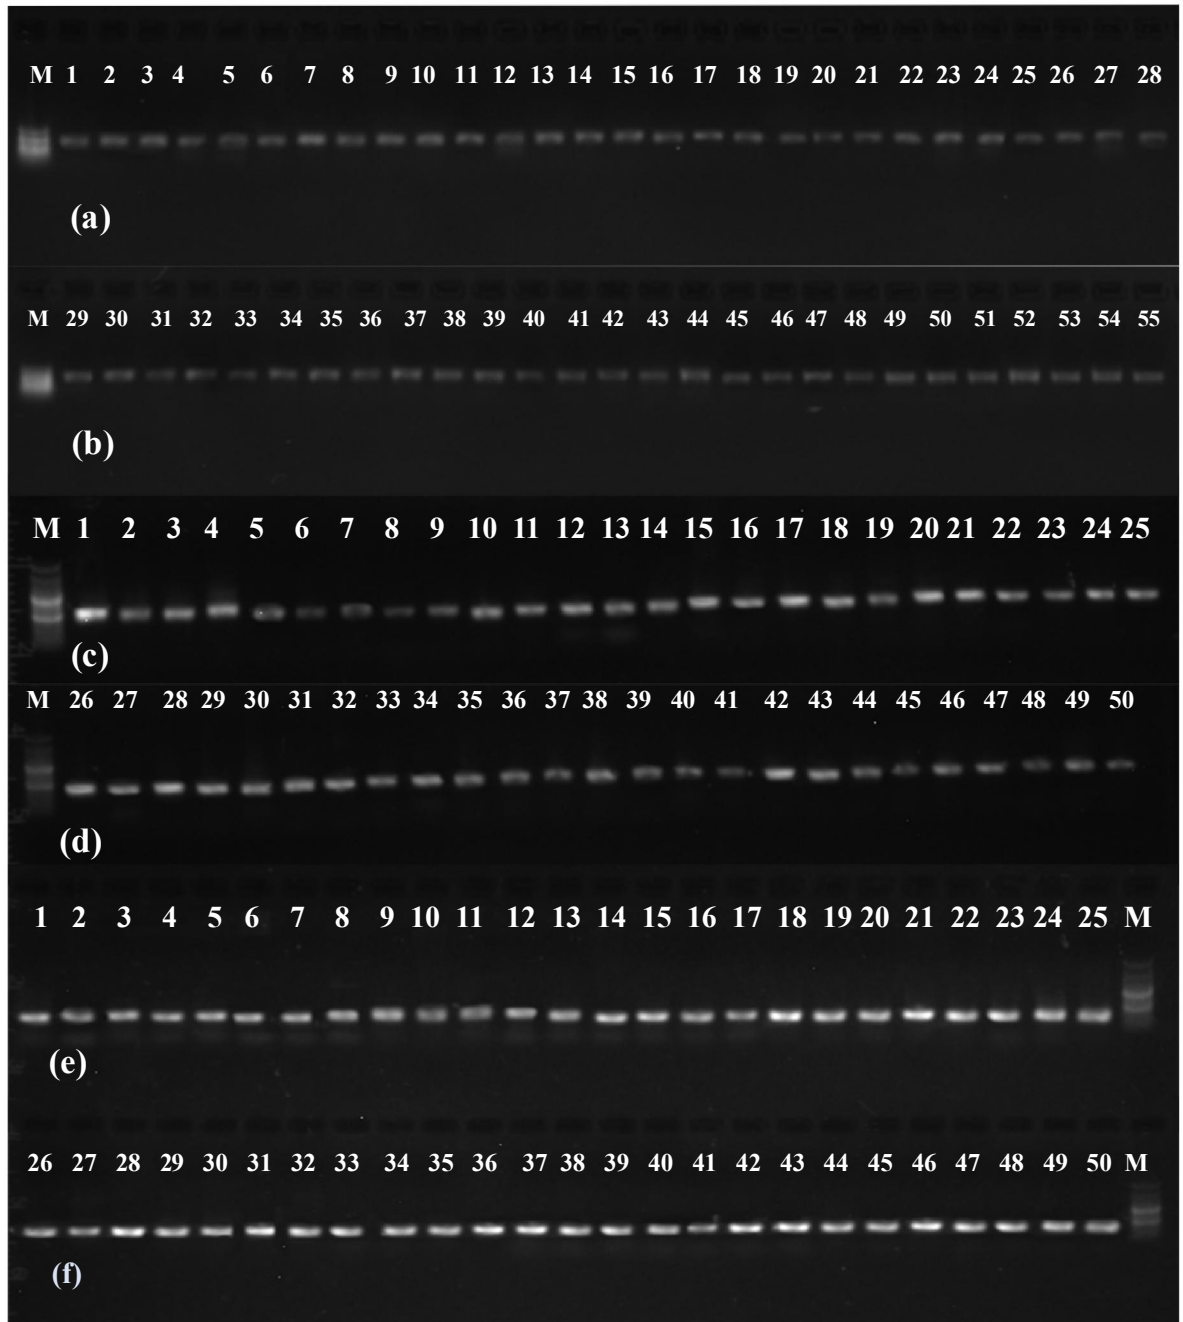 M 1 2 3 4 5 6 7 8 9 10 11 12 13 14 15 16 17 18 19 20 21 22 23 24 25 26 27 28
(a)
M 29 30 31 32 33 34 35 36 37 38 39 40 41 42 43 44 45 46 47 48 49 50 51 52 53 54 55
(b)
M 1 2 3 4 5 6 7 8 9 10 11 12 13 14 15 16 17 18 19 20 21 22 23 24 25
(c)
M 26 27 28 29 30 31 32 33 34 35 36 37 38 39 40 41 42 43 44 45 46 47 48 49 50
(d)
1 2 3 4 5 6 7 8 9 10 11 12 13 14 15 16 17 18 19 20 21 22 23 24 25 M
(e)
26 27 28 29 30 31 32 33 34 35 36 37 38 39 40 41 42 43 44 45 46 47 48 49 50 M
(f)